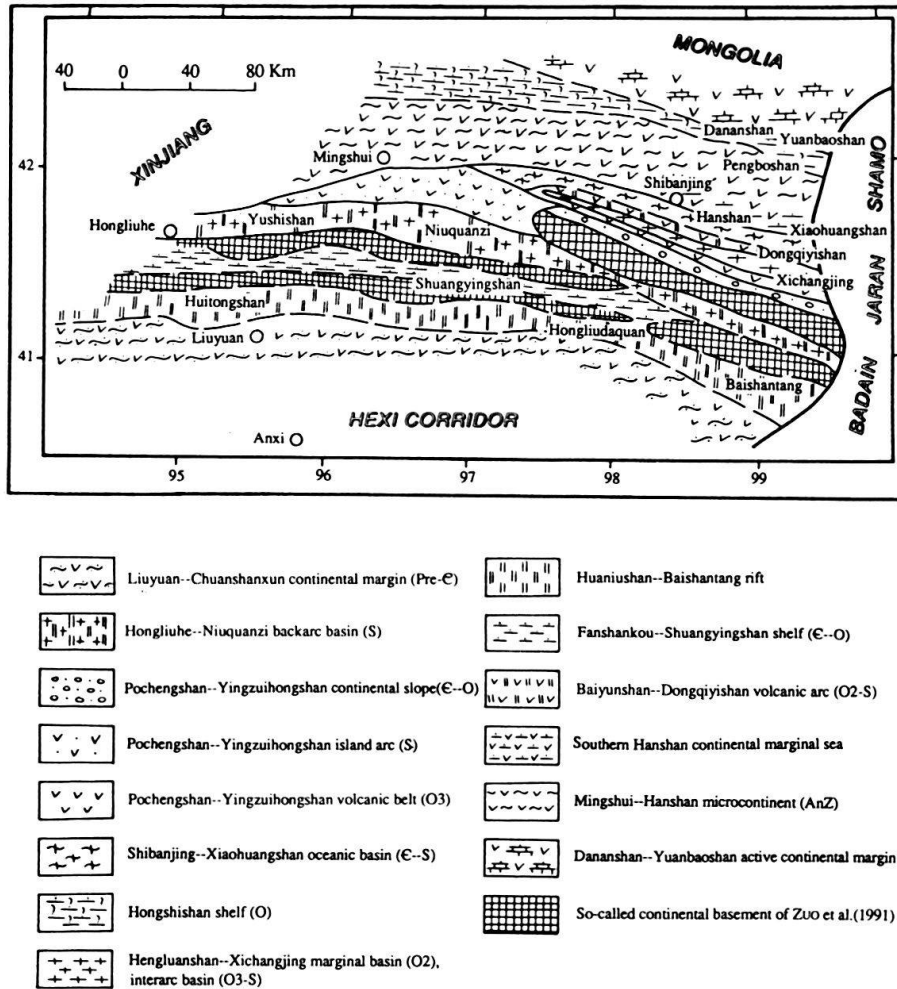 MONGOLIA
40 0 40 80 Km
XINJIANG
Dananshan
Yuanbaoshan
42
Mingshui
Pengboshan
Shibanjing
SHAMO
Hongliuhe
Yushishan
Niuquanzi
Hanshan
Xiaohuangshan
Dongqiyishan
Shuangyingshan
Xichangjing
JARAN
Huitongshan
Liuyuan
Hongliudaquan
41
Baishantang
BADAIN
HEXI CORRIDOR
Anxi
95 96 97 98 99
Liuyuan--Chuanshanxun continental margin (Pre-Є)
Hongliuhe--Niuquanzi backarc basin (S)
Pochengshan--Yingzuihongshan continental slope(Є--O)
Pochengshan--Yingzuihongshan island arc (S)
Pochengshan--Yingzuihongshan volcanic belt (O3)
Shibanjing--Xiaohuangshan oceanic basin (Є--S)
Hongshishan shelf (O)
Hengluanshan--Xichangjing marginal basin (O2),
interarc basin (O3-S)
Huaniushan--Baishantang rift
Fanshankou--Shuangyingshan shelf (Є--O)
Baiyunshan--Dongqiyishan volcanic arc (O2-S)
Southern Hanshan continental marginal sea
Mingshui--Hanshan microcontinent (AnZ)
Dananshan--Yuanbaoshan active continental margin
So-called continental basement of ZUO et al.(1991)